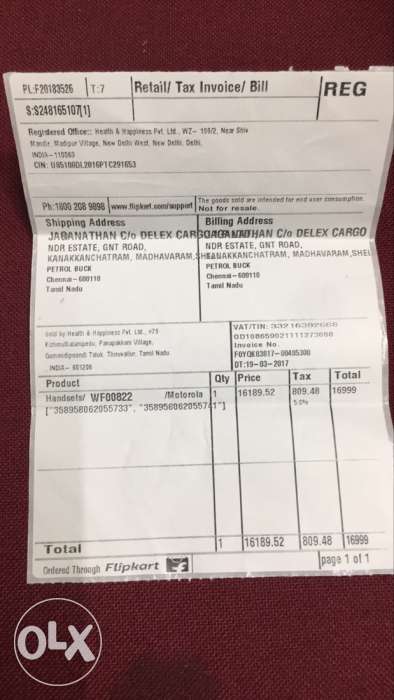 PL:F20183526 T:7 Retail/ Tax Invoice/ Bill REG
S:S248165107[1]
Registered Office:: Health & Happiness Pvt. Ltd., WZ- 159/2, Near Shiv
Mandir, Madipur Village, New Delhi West, New Delhi, Delhi,
INDIA-110063
CIN: U85100DL2016PTC291653
Ph:1800 208 9898 www.flipkart.com/support The goods sold are intended for end user consumption
Not for resale.
Shipping Address
JAGANATHAN C/o DELEX CARGO
NDR ESTATE, GNT ROAD,
KANAKKANCHATRAM, MADHAVARAM,
PETROL BUCK
Chennai-600110
Tamil Nadu
Billing Address
C/o DELEX CARGO
NDR ESTATE, GNT ROAD,
KANAKKANCHATRAM, MADHAVARAM,SHE
PETROL BUCK
Chennai-600110
Tamil Nadu
Sold by Health & Happiness Pvt. Ltd.,
Panapakkam Village,
Gummidipoondi Taluk, Thiruvallur, Tamil Nadu
INDIA- 601206
VAT/TIN:
Invoice No.
DT:19-03-2017
Product Qty Price Tax Total
Handsets/ WF00822 /Motorola 1 16189.52 809.48 16999
["358958062055733", "358958062055741"] 5.0%
Total 1 16189.52 809.48 16999
Ordered Through Flipkart page 1 of 1
OLX